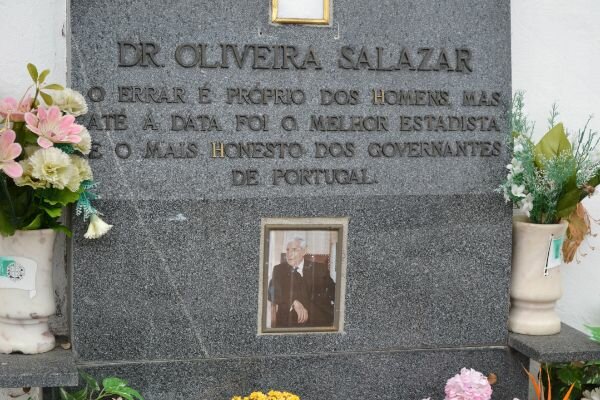 DR. OLIVEIRA SALAZAR
O ERRAR É PRÓPRIO DOS HOMENS, MAS
ATÉ À DATA FOI O MELHOR ESTADISTA
E O MAIS HONESTO DOS GOVERNANTES
DE PORTUGAL.